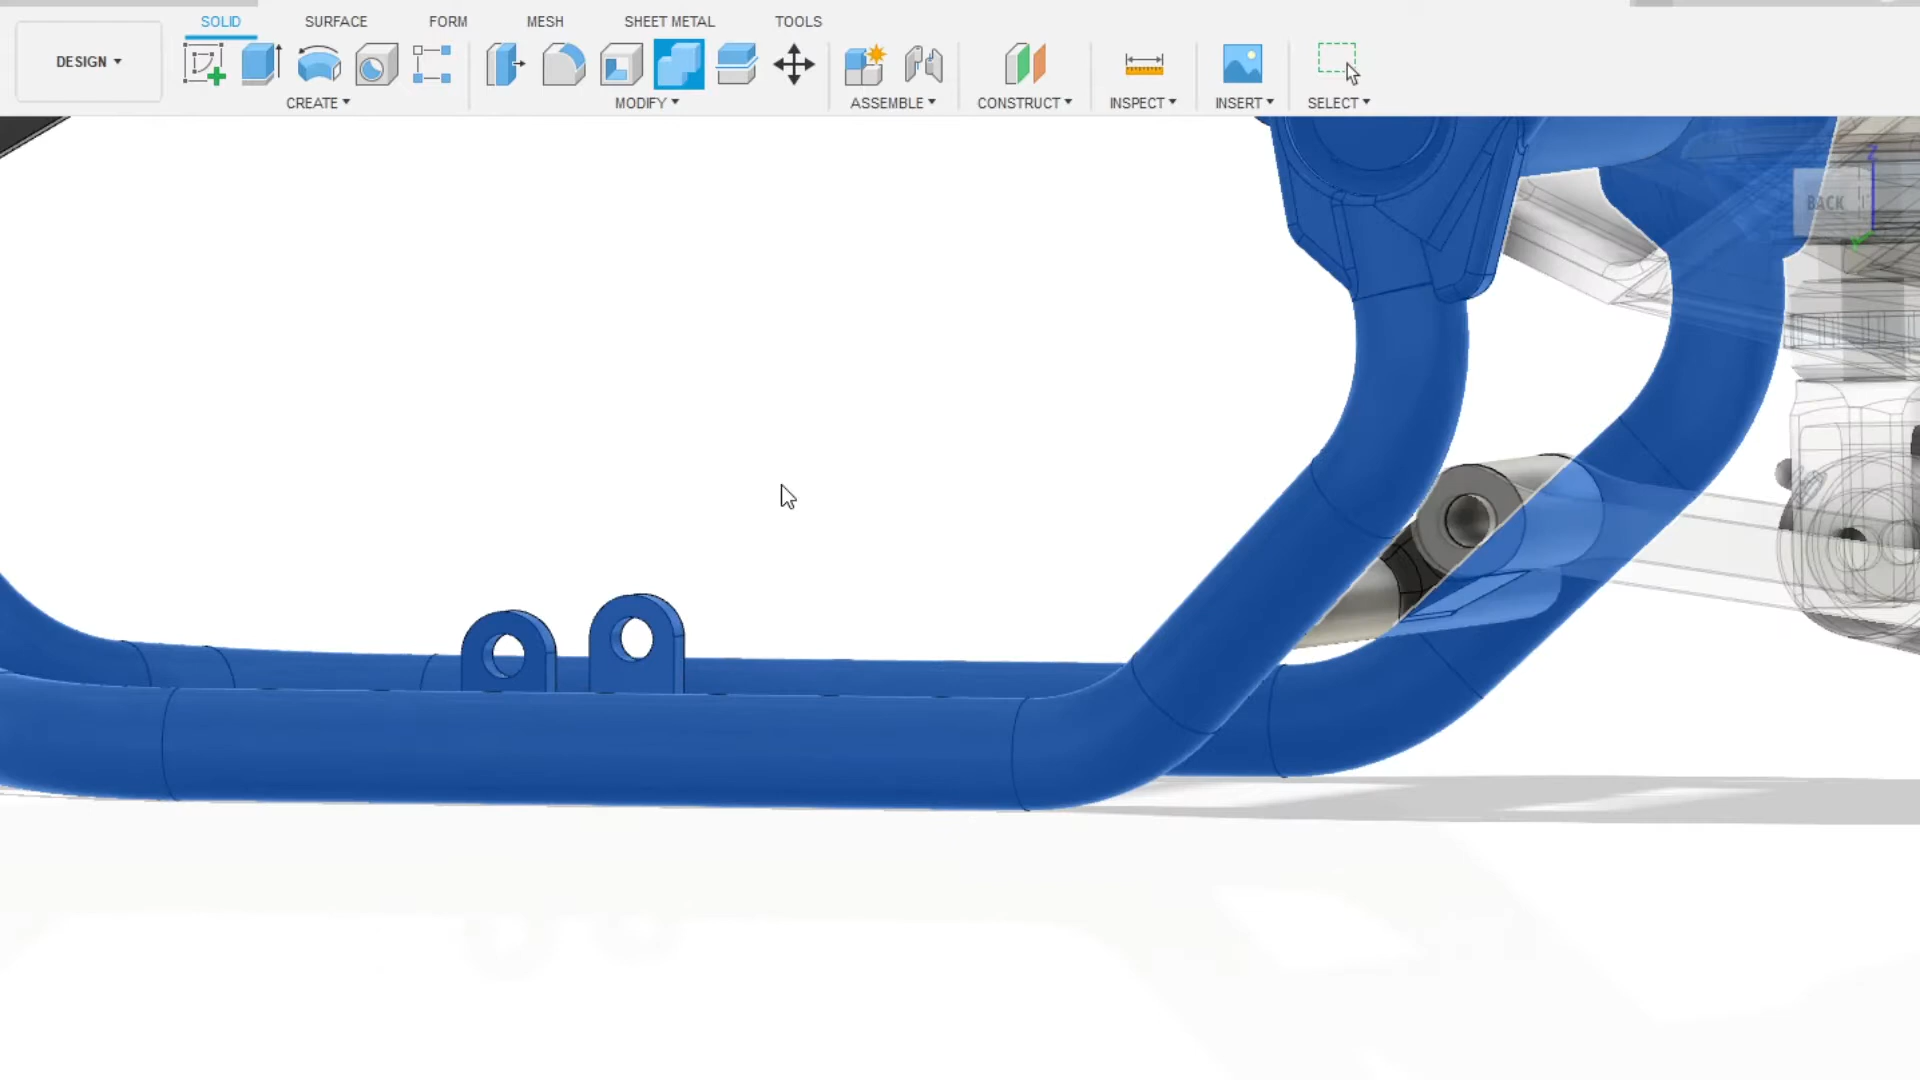 SOLID SURFACE FORM MESH SHEET METAL TOOLS
DESIGN
CREATE MODIFY ASSEMBLE CONSTRUCT INSPECT INSERT SELECT
Z
BACK